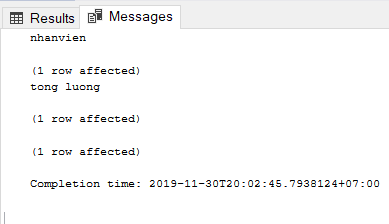 Results Messages
nhanvien
(1 row affected)
tong luong
(1 row affected)
(1 row affected)
Completion time: 2019-11-30T20:02:45.7938124+07:00